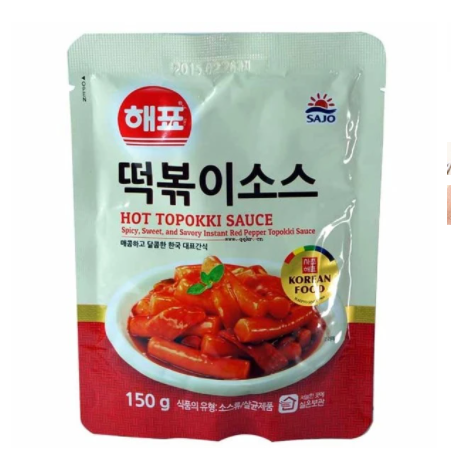 해표
SAJO
떡볶이소스
HOT TOPOKKI SAUCE
Spicy, Sweet, and Savory Instant Red Pepper Topokki Sauce
매콤하고 달콤한 한국 대표간식
KOREAN
FOOD
150 g 식품의 유형: 소스류/살균제품